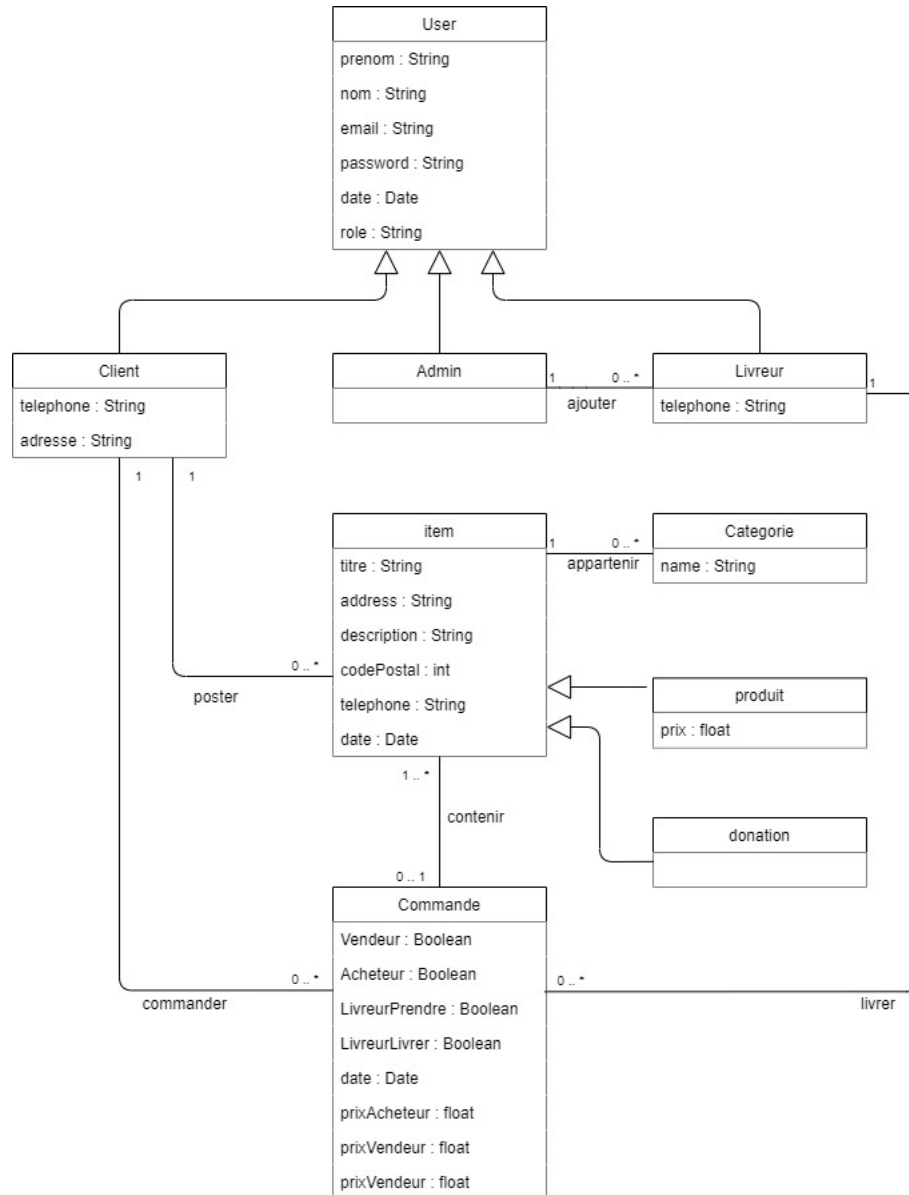 User
prenom : String
nom : String
email : String
password : String
date : Date
role : String
Client
telephone : String
adresse : String
Admin
1
0 .. *
ajouter
Livreur
telephone : String
1
1
1
item
titre : String
address : String
description : String
codePostal : int
telephone : String
date : Date
1
0 .. *
appartenir
Categorie
name : String
0 .. *
poster
produit
prix : float
1 .. *
contenir
0 .. 1
donation
Commande
Vendeur : Boolean
Acheteur : Boolean
LivreurPrendre : Boolean
LivreurLivrer : Boolean
date : Date
prixAcheteur : float
prixVendeur : float
prixVendeur : float
0 .. *
commander
0 .. *
livrer